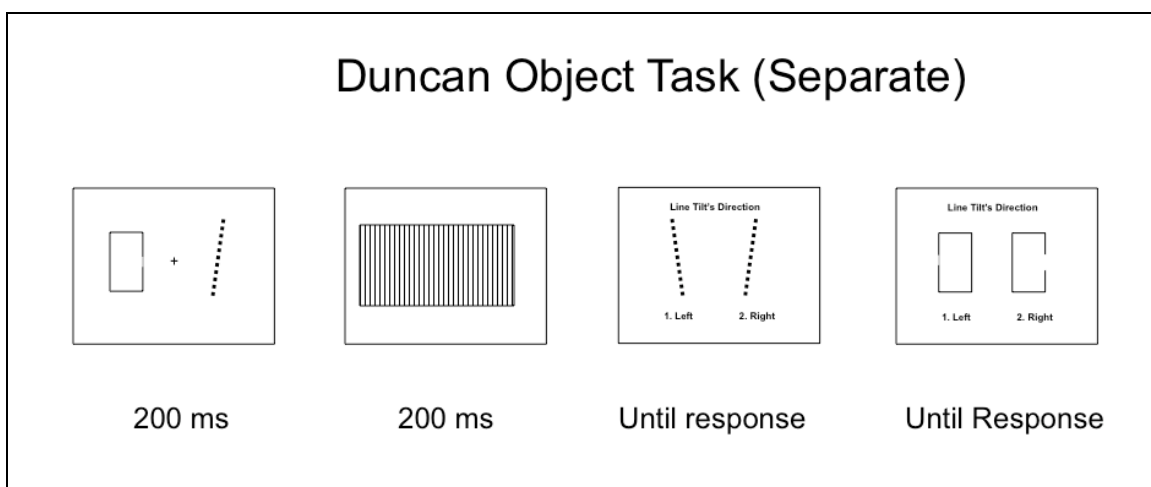 Duncan Object Task (Separate)
+
Line Tilt's Direction
1. Left 2. Right
Line Tilt's Direction
1. Left 2. Right
200 ms 200 ms Until response Until Response